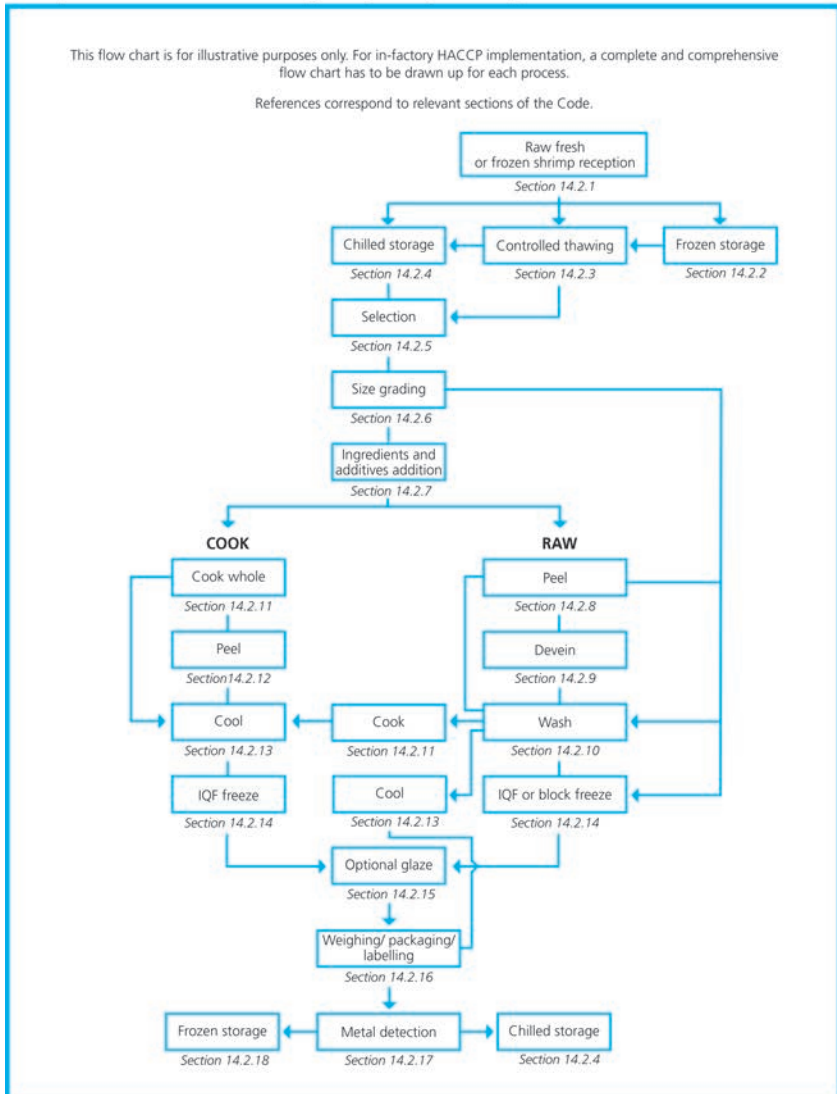 This flow chart is for illustrative purposes only. For in-factory HACCP implementation, a complete and comprehensive
flow chart has to be drawn up for each process.
References correspond to relevant sections of the Code.
Raw fresh
or frozen shrimp reception
Section 14.2.1
Chilled storage
Controlled thawing
Frozen storage
Section 14.2.4
Section 14.2.3
Section 14.2.2
Selection
Section 14.2.5
Size grading
Section 14.2.6
Ingredients and
additives addition
Section 14.2.7
COOK
RAW
Cook whole
Peel
Section 14.2.11
Section 14.2.8
Peel
Devein
Section14.2.12
Section 14.2.9
Cool
Cook
Wash
Section 14.2.13
Section 14.2.11
Section 14.2.10
IQF freeze
Cool
IQF or block freeze
Section 14.2.14
Section 14.2.13
Section 14.2.14
Optional glaze
Section 14.2.15
Weighing/ packaging/
labelling
Section 14.2.16
Frozen storage
Metal detection
Chilled storage
Section 14.2.18
Section 14.2.17
Section 14.2.4